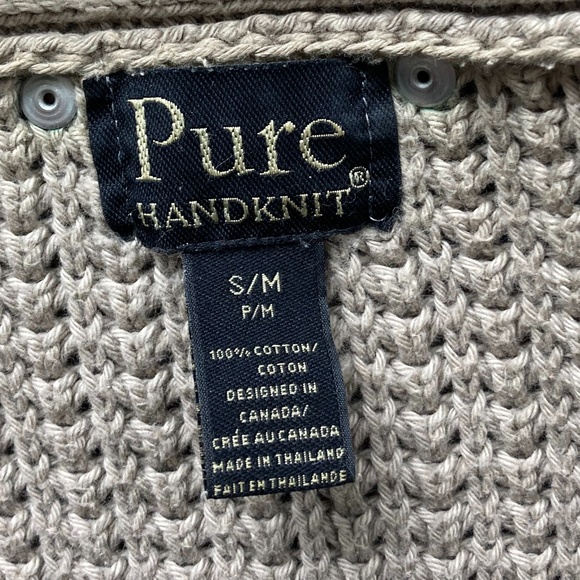 Pure
HANDKNIT®
S/M
P/M
100% COTTON/
COTON
DESIGNED IN
CANADA/
CRÉE AU CANADA
MADE IN THAILAND
FAIT EN THAILANDE